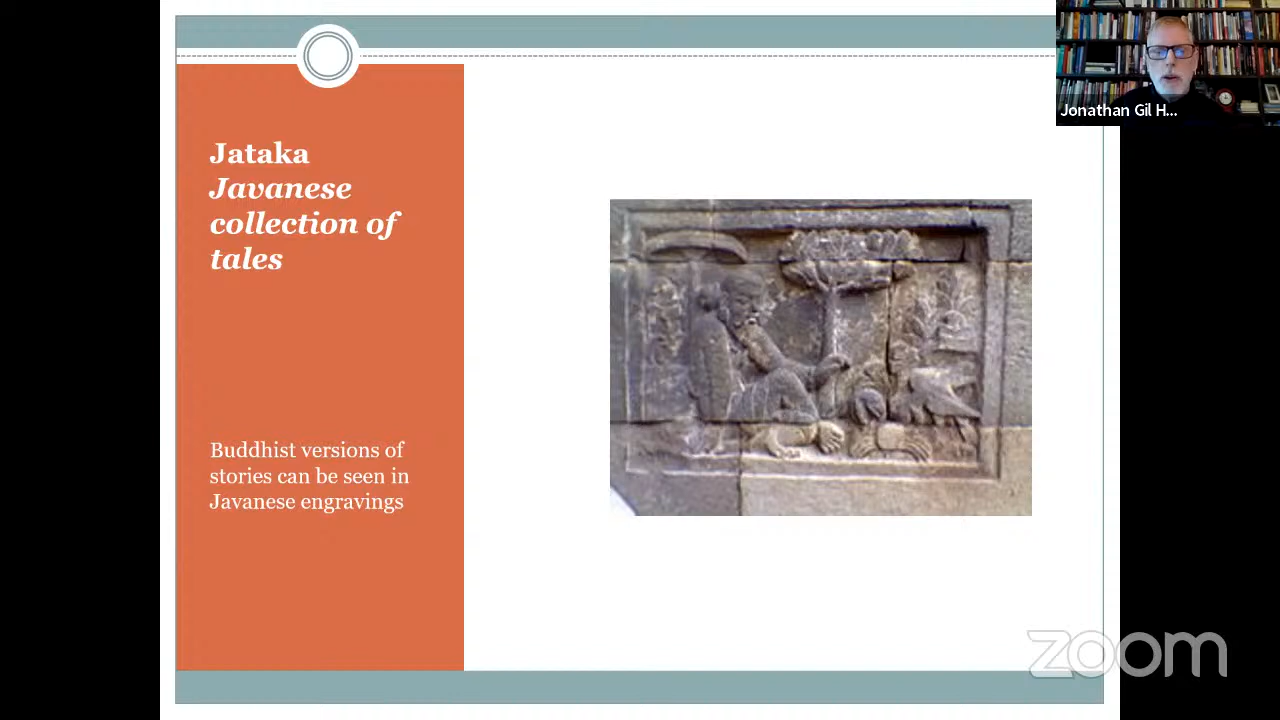 Jataka
Javanese
collection of
tales
Buddhist versions of
stories can be seen in
Javanese engravings
Jonathan Gil H...
zoom